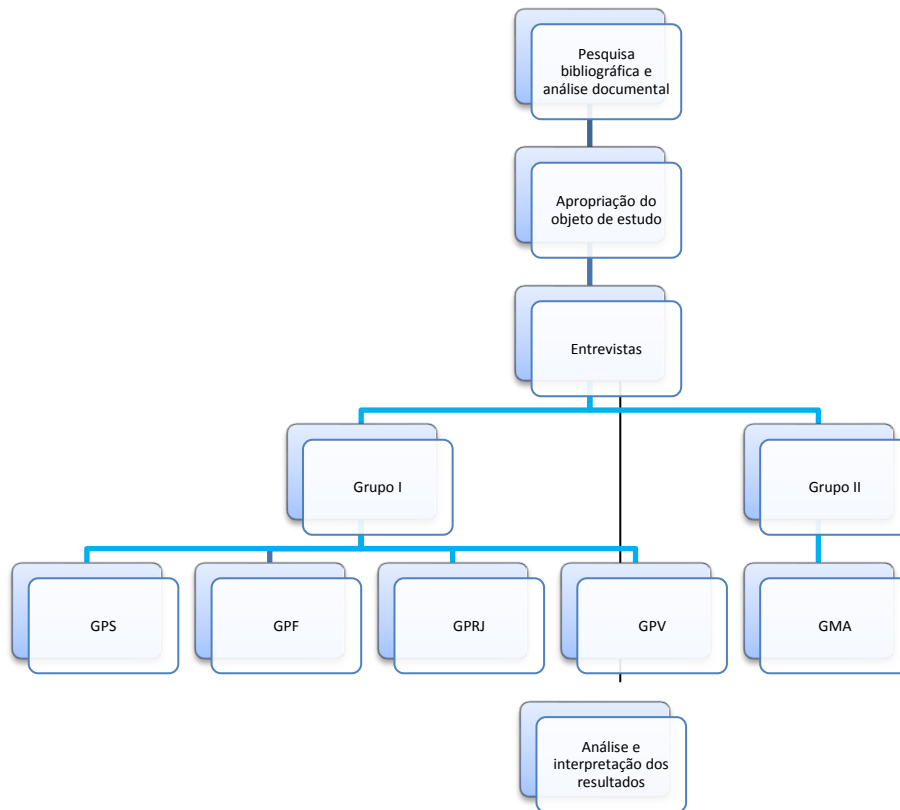 Pesquisa
bibliográfica e
análise documental
Apropriação do
objeto de estudo
Entrevistas
Grupo I
Grupo II
GPS
GPF
GPRJ
GPV
GMA
Análise e
interpretação dos
resultados